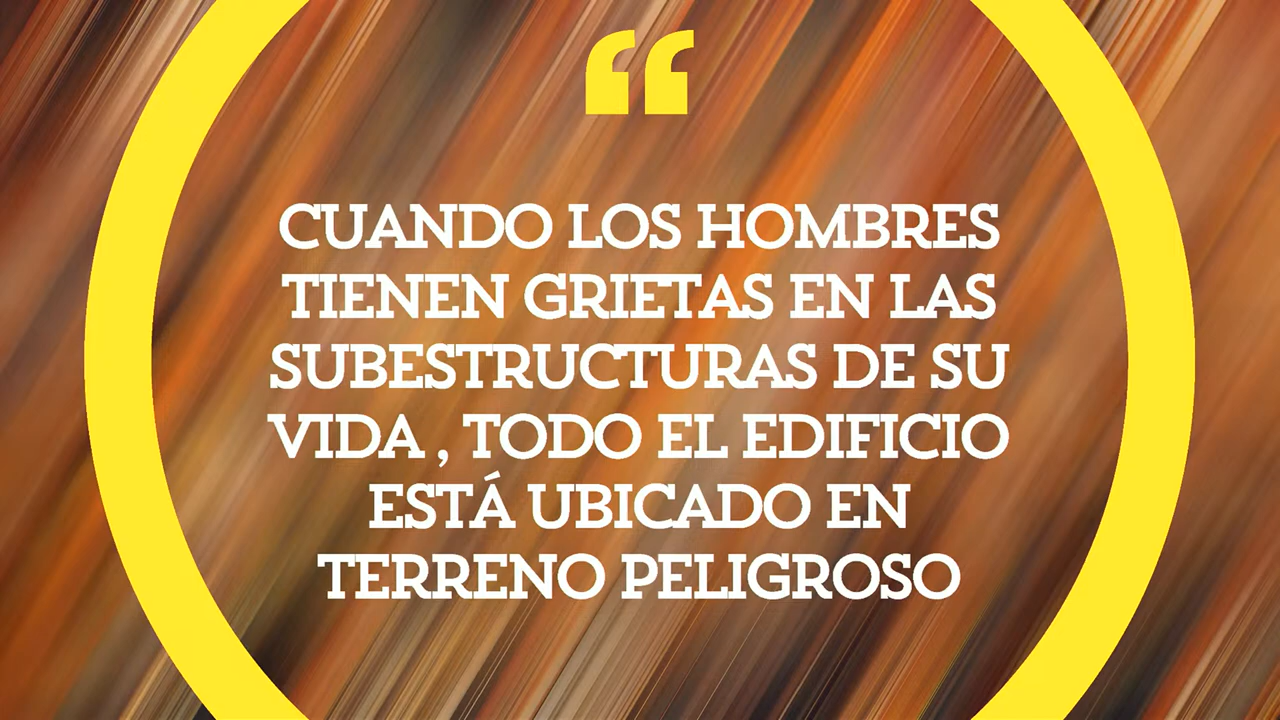 “
CUANDO LOS HOMBRES
TIENEN GRIETAS EN LAS
SUBESTRUCTURAS DE SU
VIDA , TODO EL EDIFICIO
ESTÁ UBICADO EN
TERRENO PELIGROSO